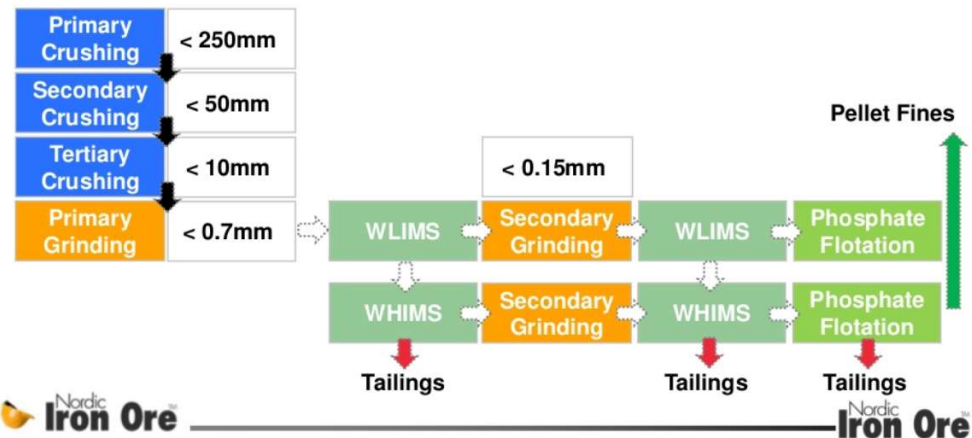 Primary
Crushing
< 250mm
Secondary
Crushing
< 50mm
Tertiary
Crushing
< 10mm
Primary
Grinding
< 0.7mm
< 0.15mm
Pellet Fines
WLIMS
Secondary
Grinding
WLIMS
Phosphate
Flotation
WHIMS
Secondary
Grinding
WHIMS
Phosphate
Flotation
Tailings
Tailings
Tailings
Nordic
Iron Ore™
Nordic
Iron Ore